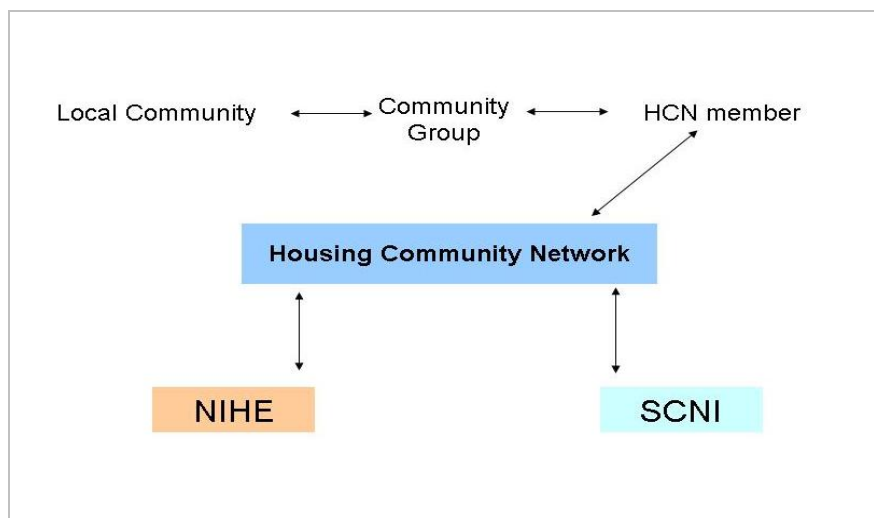 Local Community
Community
Group
HCN member
Housing Community Network
NIHE
SCNI